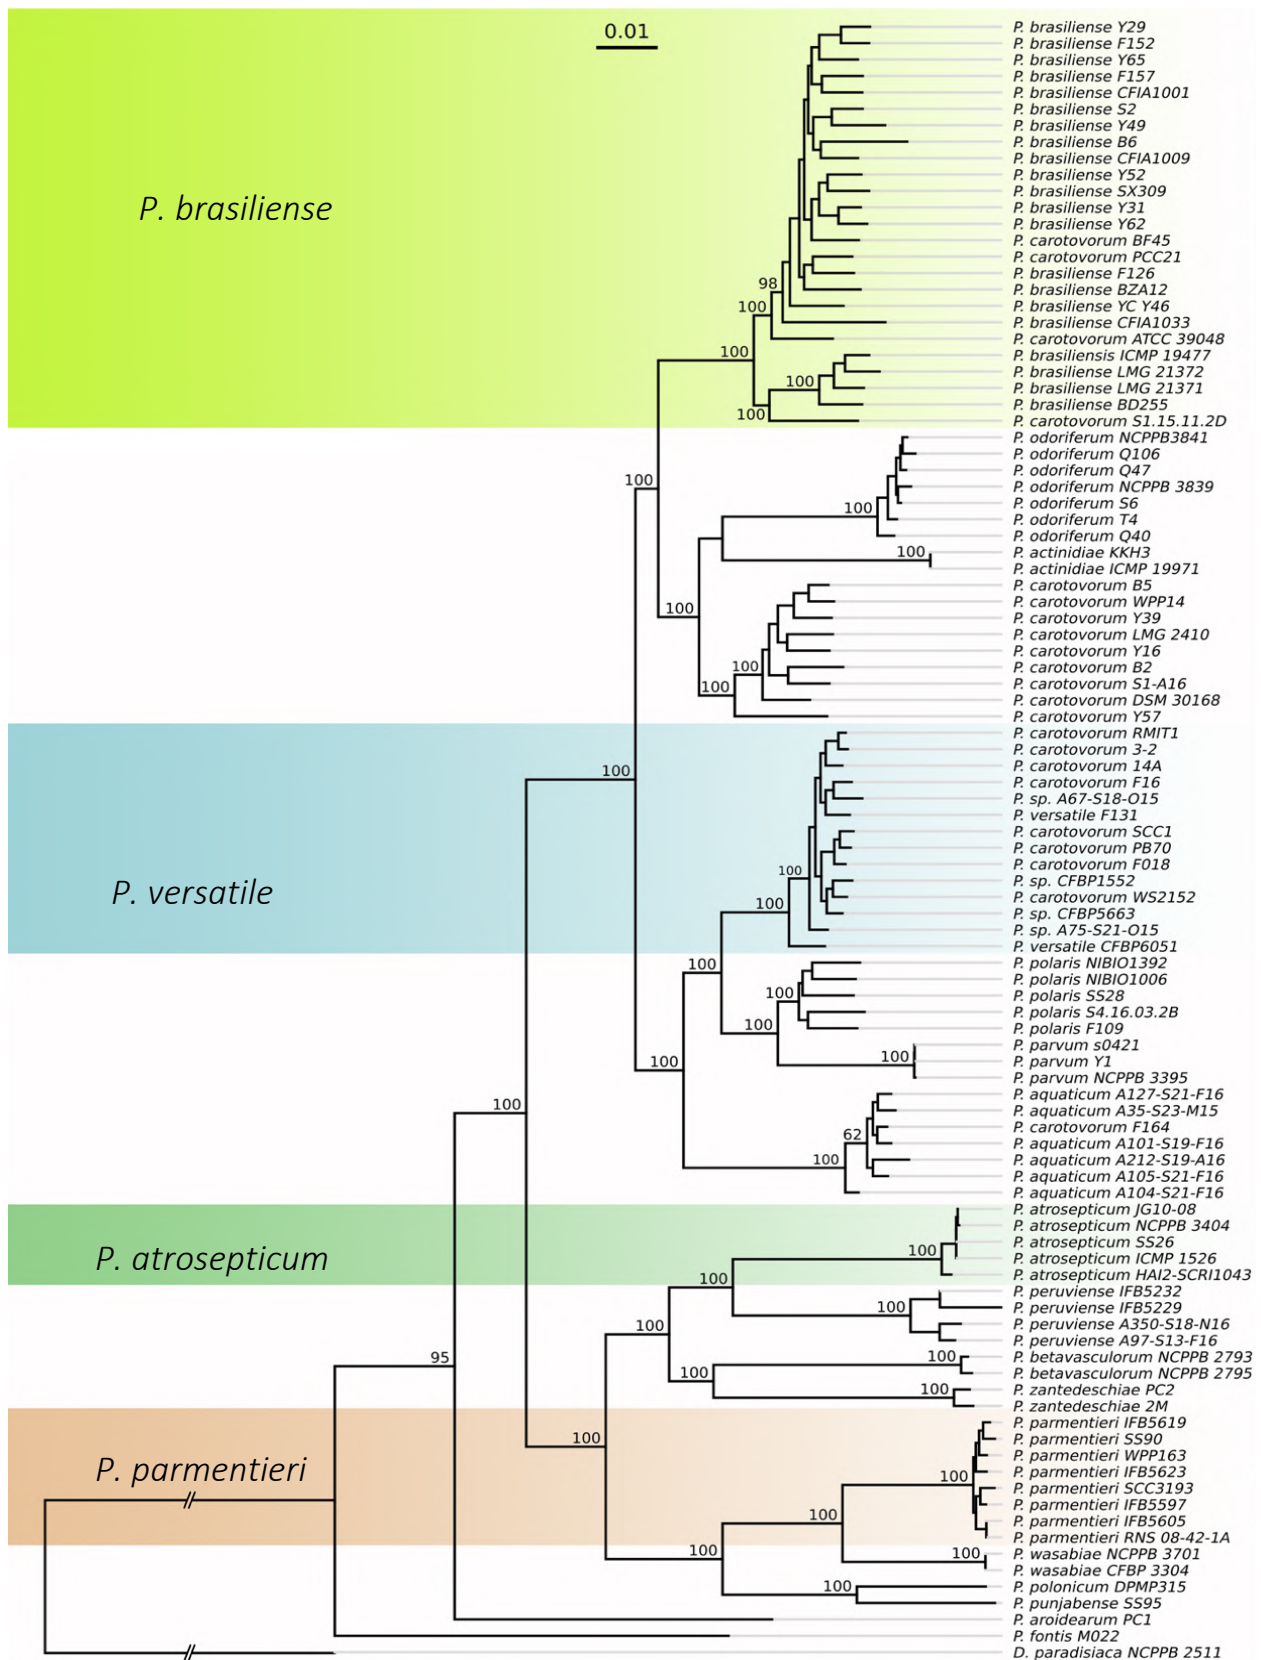 0.01
P. brasiliense Y29
P. brasiliense F152
P. brasiliense Y65
P. brasiliense F157
P. brasiliense CFIA1001
P. brasiliense S2
P. brasiliense Y49
P. brasiliense B6
P. brasiliense CFIA1009
P. brasiliense Y52
P. brasiliense SX309
P. brasiliense
P. brasiliense Y31
P. brasiliense Y62
P. carotovorum BF45
P. carotovorum PCC21
P. brasiliense F126
98
P. brasiliense BZA12
100
P. brasiliense YC Y46
P. brasiliense CFIA1033
P. carotovorum ATCC 39048
100
P. brasiliensis ICMP 19477
P. brasiliense LMG 21372
100
P. brasiliense LMG 21371
P. brasiliense BD255
100
P. carotovorum S1.15.11.2D
P. odoriferum NCPPB3841
P. odoriferum Q106
P. odoriferum Q47
100
P. odoriferum NCPPB 3839
P. odoriferum S6
100
P. odoriferum T4
P. odoriferum Q40
100
P. actinidiae KKH3
P. actinidiae ICMP 19971
P. carotovorum B5
P. carotovorum WPP14
100
P. carotovorum Y39
P. carotovorum LMG 2410
P. carotovorum Y16
100
P. carotovorum B2
100
P. carotovorum S1-A16
P. carotovorum DSM 30168
P. carotovorum Y57
P. carotovorum RMIT1
P. carotovorum 3-2
100
P. carotovorum 14A
P. carotovorum F16
P. sp. A67-S18-O15
P. versatile F131
P. carotovorum SCC1
P. carotovorum PB70
P. carotovorum F018
100
P. sp. CFBP1552
P. versatile
P. carotovorum WS2152
100
P. sp. CFBP5663
P. sp. A75-S21-O15
P. versatile CFBP6051
100
P. polaris NIBIO1392
P. polaris NIBIO1006
100
P. polaris SS28
P. polaris S4.16.03.2B
100
P. polaris F109
P. parvum s0421
100
100
P. parvum Y1
P. parvum NCPPB 3395
P. aquaticum A127-S21-F16
100
P. aquaticum A35-S23-M15
P. carotovorum F164
62
P. aquaticum A101-S19-F16
100
P. aquaticum A212-S19-A16
P. aquaticum A105-S21-F16
P. aquaticum A104-S21-F16
P. atrosepticum JG10-08
P. atrosepticum NCPPB 3404
P. atrosepticum SS26
P. atrosepticum
100
P. atrosepticum ICMP 1526
100
P. atrosepticum HAI2-SCRI1043
P. peruviense IFB5232
100
P. peruviense IFB5229
100
P. peruviense A350-S18-N16
P. peruviense A97-S13-F16
95
100
P. betavasculorum NCPPB 2793
100
P. betavasculorum NCPPB 2795
100
P. zantedeschiae PC2
P. zantedeschiae 2M
P. parmentieri IFB5619
100
P. parmentieri SS90
P. parmentieri WPP163
P. parmentieri
100
P. parmentieri IFB5623
P. parmentieri SCC3193
P. parmentieri IFB5597
100
P. parmentieri IFB5605
P. parmentieri RNS 08-42-1A
100
100
P. wasabiae NCPPB 3701
P. wasabiae CFBP 3304
100
P. polonicum DPMP315
P. punjabense SS95
P. aroidearum PC1
P. fontis M022
D. paradisiaca NCPPB 2511